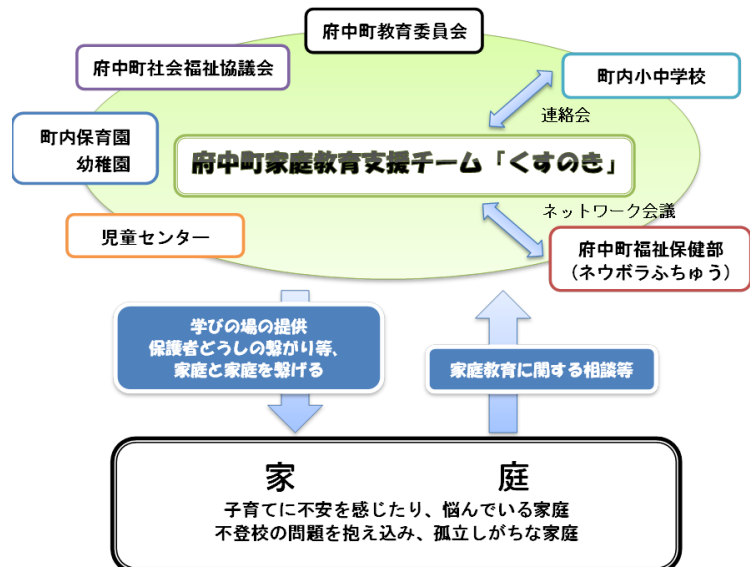 府中町教育委員会
府中町社会福祉協議会
町内小中学校
連絡会
町内保育園
幼稚園
府中町家庭教育支援チーム「くすのき」
ネットワーク会議
児童センター
府中町福祉保健部
(ネウボラふちゅう)
学びの場の提供
保護者どうしの繋がり等、
家庭と家庭を繋げる
家庭教育に関する相談等
家　庭
子育てに不安を感じたり、悩んでいる家庭
不登校の問題を抱え込み、孤立しがちな家庭